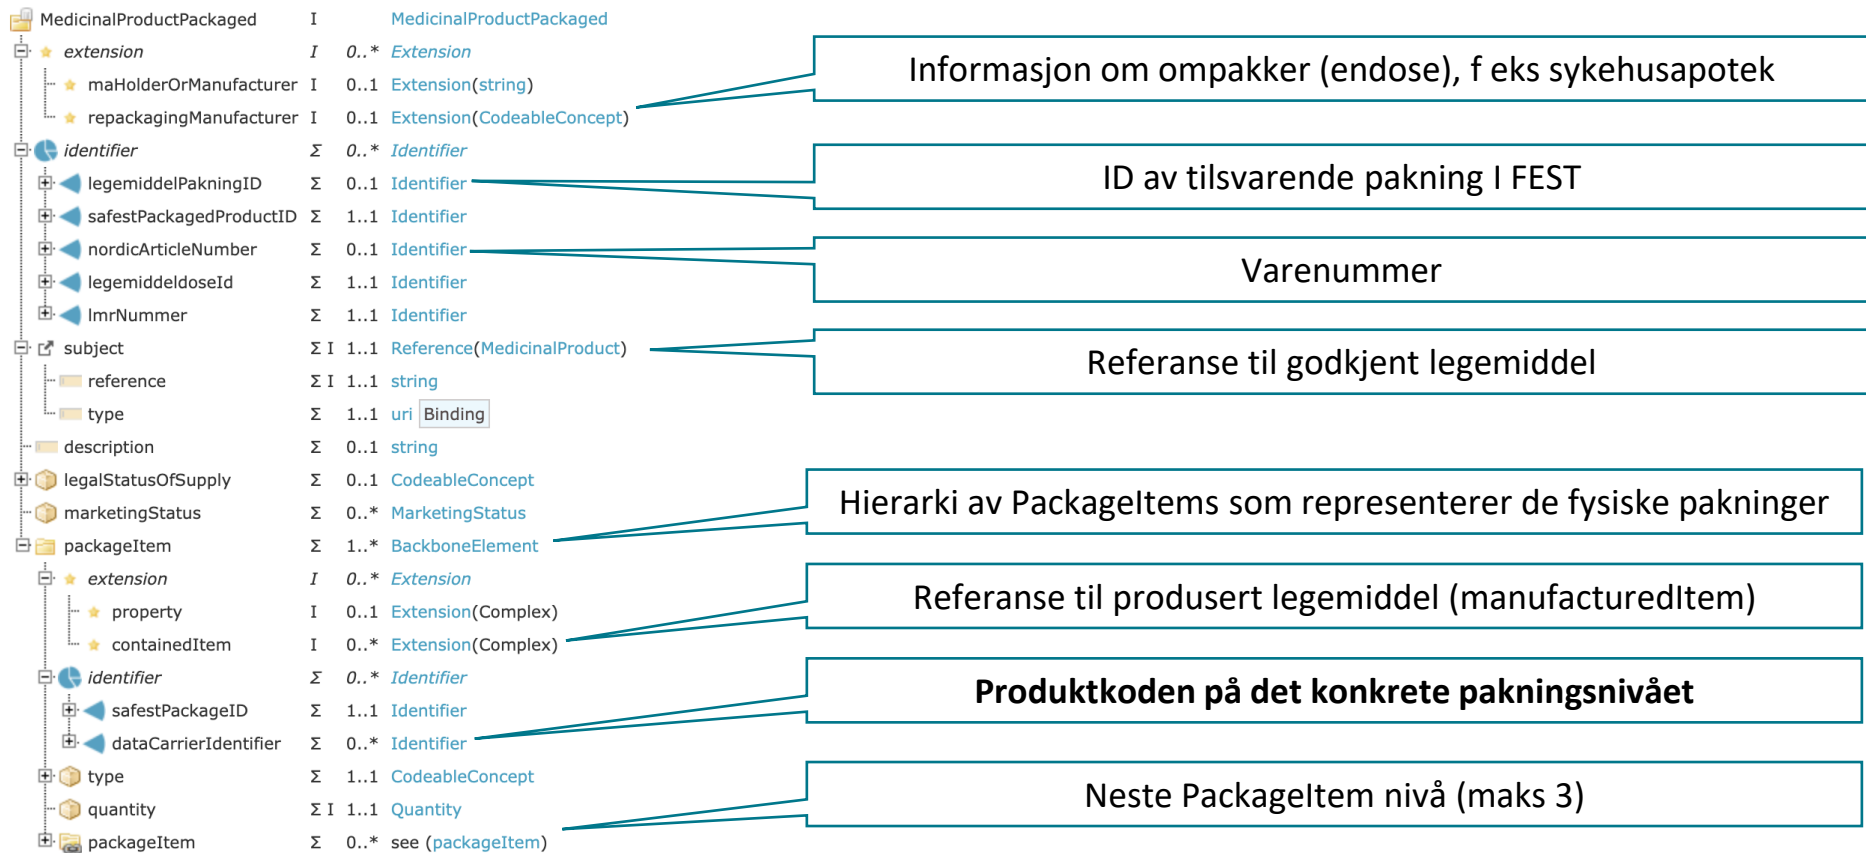 MedicinalProductPackaged I MedicinalProductPackaged
extension I 0..* Extension
Informasjon om ompakker (endose), f eks sykehusapotek
maHolderOrManufacturer I 0..1 Extension(string)
repackagingManufacturer I 0..1 Extension(CodeableConcept)
identifier Σ 0..* Identifier
legemiddelPakningID Σ 0..1 Identifier
ID av tilsvarende pakning I FEST
safestPackagedProductID Σ 1..1 Identifier
nordicArticleNumber Σ 0..1 Identifier
Varenummer
legemiddeldoseId Σ 1..1 Identifier
lmrNummer Σ 1..1 Identifier
subject Σ I 1..1 Reference(MedicinalProduct)
Referanse til godkjent legemiddel
reference Σ I 1..1 string
type Σ 1..1 uri Binding
description Σ 0..1 string
legalStatusOfSupply Σ 0..1 CodeableConcept
Hierarki av PackageItems som representerer de fysiske pakninger
marketingStatus Σ 0..* MarketingStatus
packageItem Σ 1..* BackboneElement
extension I 0..* Extension
Referanse til produsert legemiddel (manufacturedItem)
property I 0..1 Extension(Complex)
containedItem I 0..* Extension(Complex)
identifier Σ 0..* Identifier
Produktkoden på det konkrete pakningsnivået
safestPackageID Σ 1..1 Identifier
dataCarrierIdentifier Σ 0..* Identifier
type Σ 1..1 CodeableConcept
Neste PackageItem nivå (maks 3)
quantity Σ I 1..1 Quantity
packageItem Σ 0..* see (packageItem)